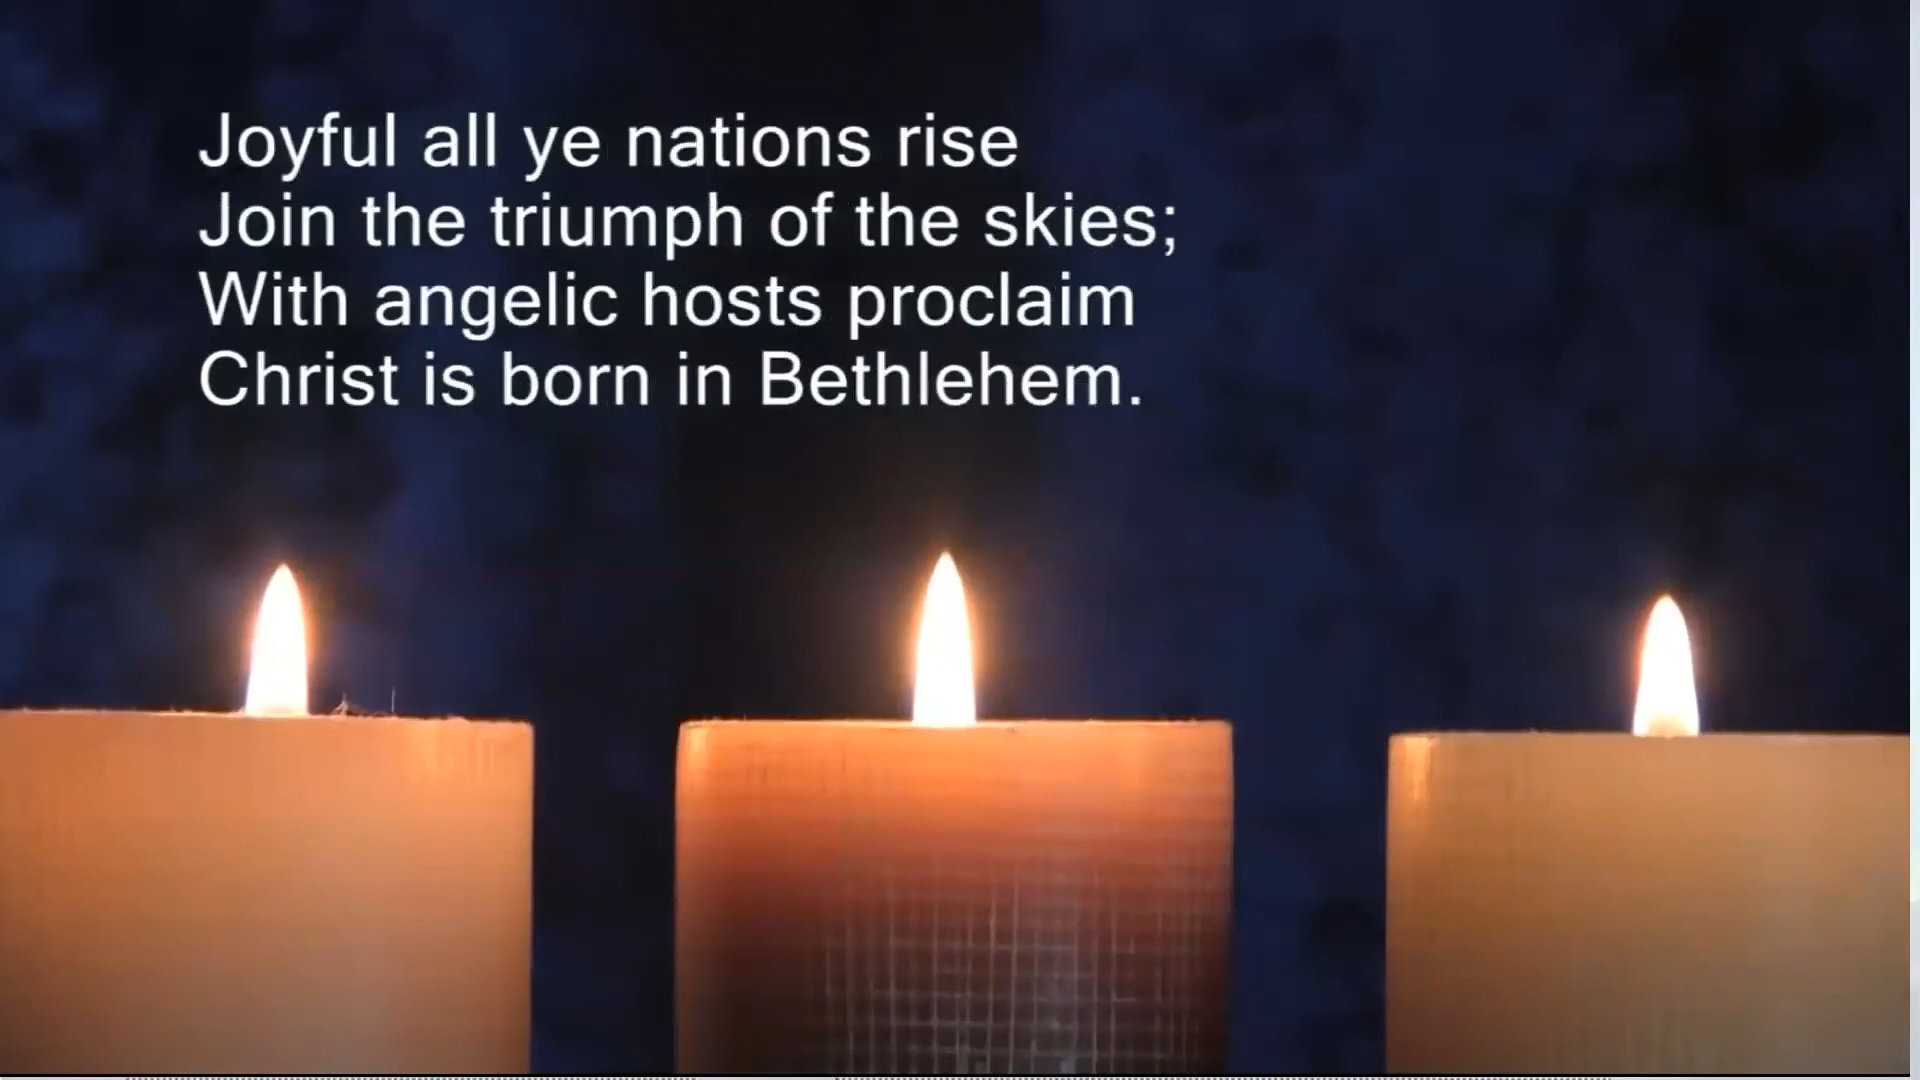 Joyful all ye nations rise
Join the triumph of the skies;
With angelic hosts proclaim
Christ is born in Bethlehem.